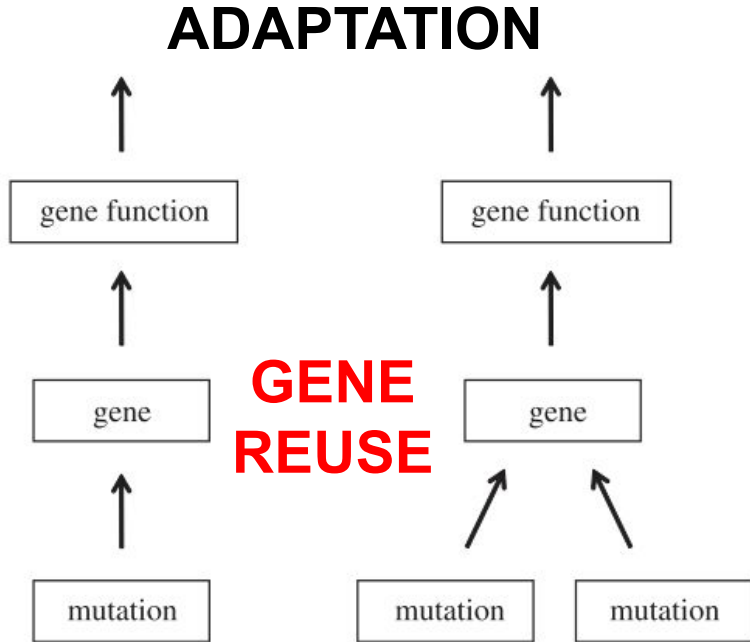 ADAPTATION
gene function
gene function
GENE
REUSE
gene
gene
mutation
mutation
mutation